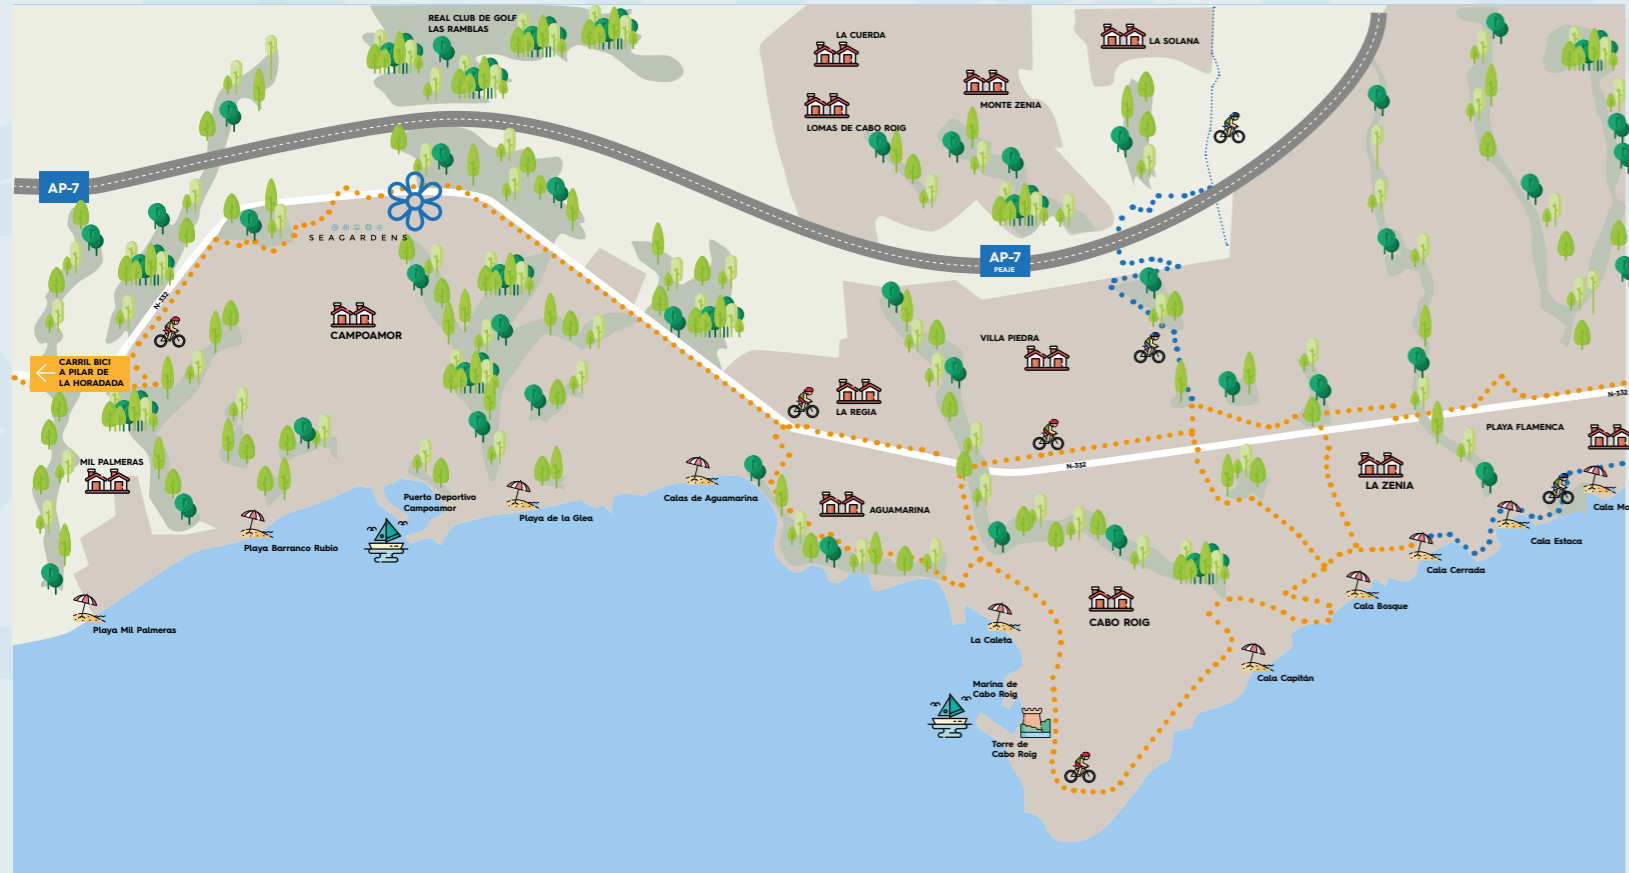 REAL CLUB DE GOLF
LAS RAMBLAS
LA CUERDA
LA SOLANA
MONTE ZENIA
LOMAS DE CABO ROIG
AP-7
SEAGARDENS
AP-7
PEAJE
N-332
CAMPOAMOR
VILLA PIEDRA
CARRIL BICI
A PILAR DE
LA HORADADA
LA REGIA
N-332
PLAYA FLAMENCA
MIL PALMERAS
N-332
LA ZENIA
Puerto Deportivo
Campoamor
Calas de Aguamarina
AGUAMARINA
Playa de la Glea
Cala Mo
Playa Barranco Rubio
Cala Estaca
Cala Cerrada
Cala Bosque
Playa Mil Palmeras
CABO ROIG
La Caleta
Cala Capitán
Marina de
Cabo Roig
Torre de
Cabo Roig